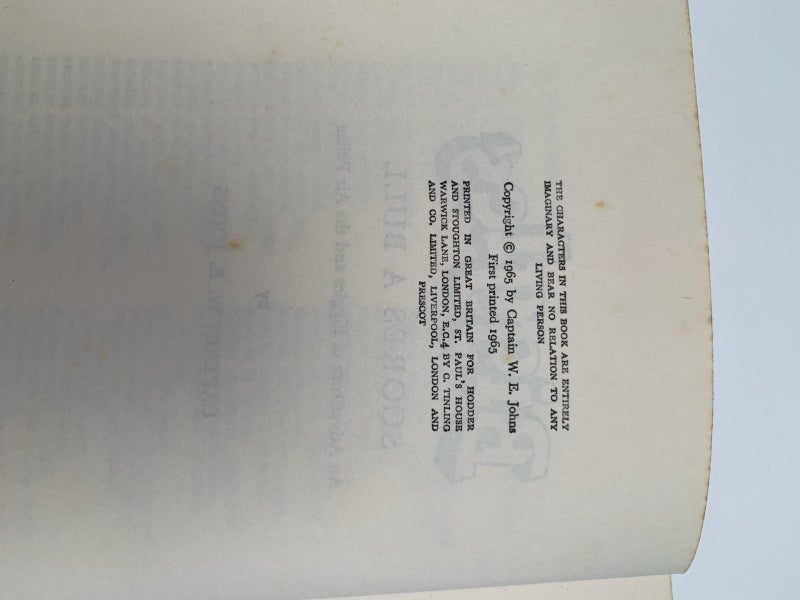 THE CHARACTERS IN THIS BOOK ARE ENTIRELY
IMAGINARY AND BEAR NO RELATION TO ANY
LIVING PERSON
Copyright © 1965 by Captain W. E. Johns
First printed 1965
PRINTED IN GREAT BRITAIN FOR HODDER
AND STOUGHTON LIMITED, ST. PAUL'S HOUSE
WARWICK LANE, LONDON, E.C.4 BY C. TINLING
AND CO. LIMITED, LIVERPOOL, LONDON AND
PRESCOT